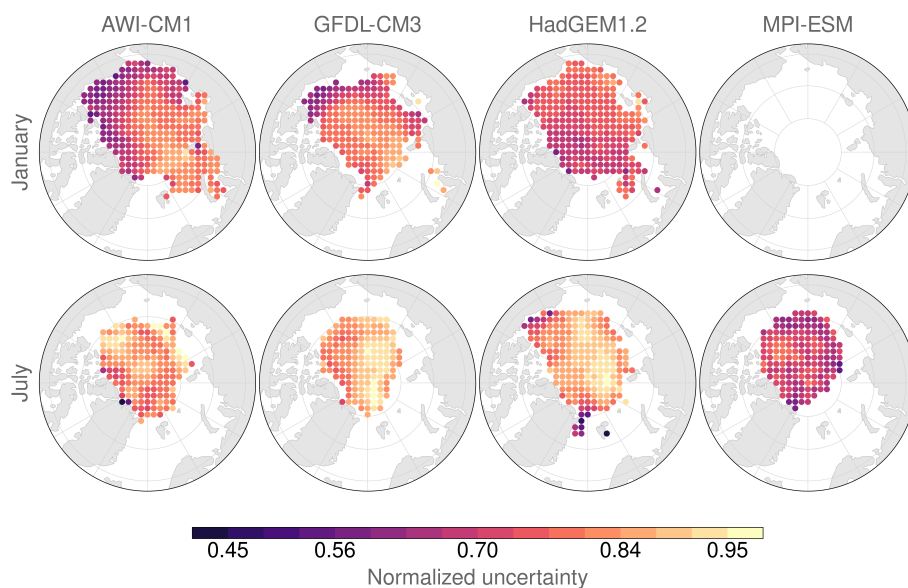 AWI-CM1 GFDL-CM3 HadGEM1.2 MPI-ESM
January
July
0.45 0.56 0.70 0.84 0.95
Normalized uncertainty